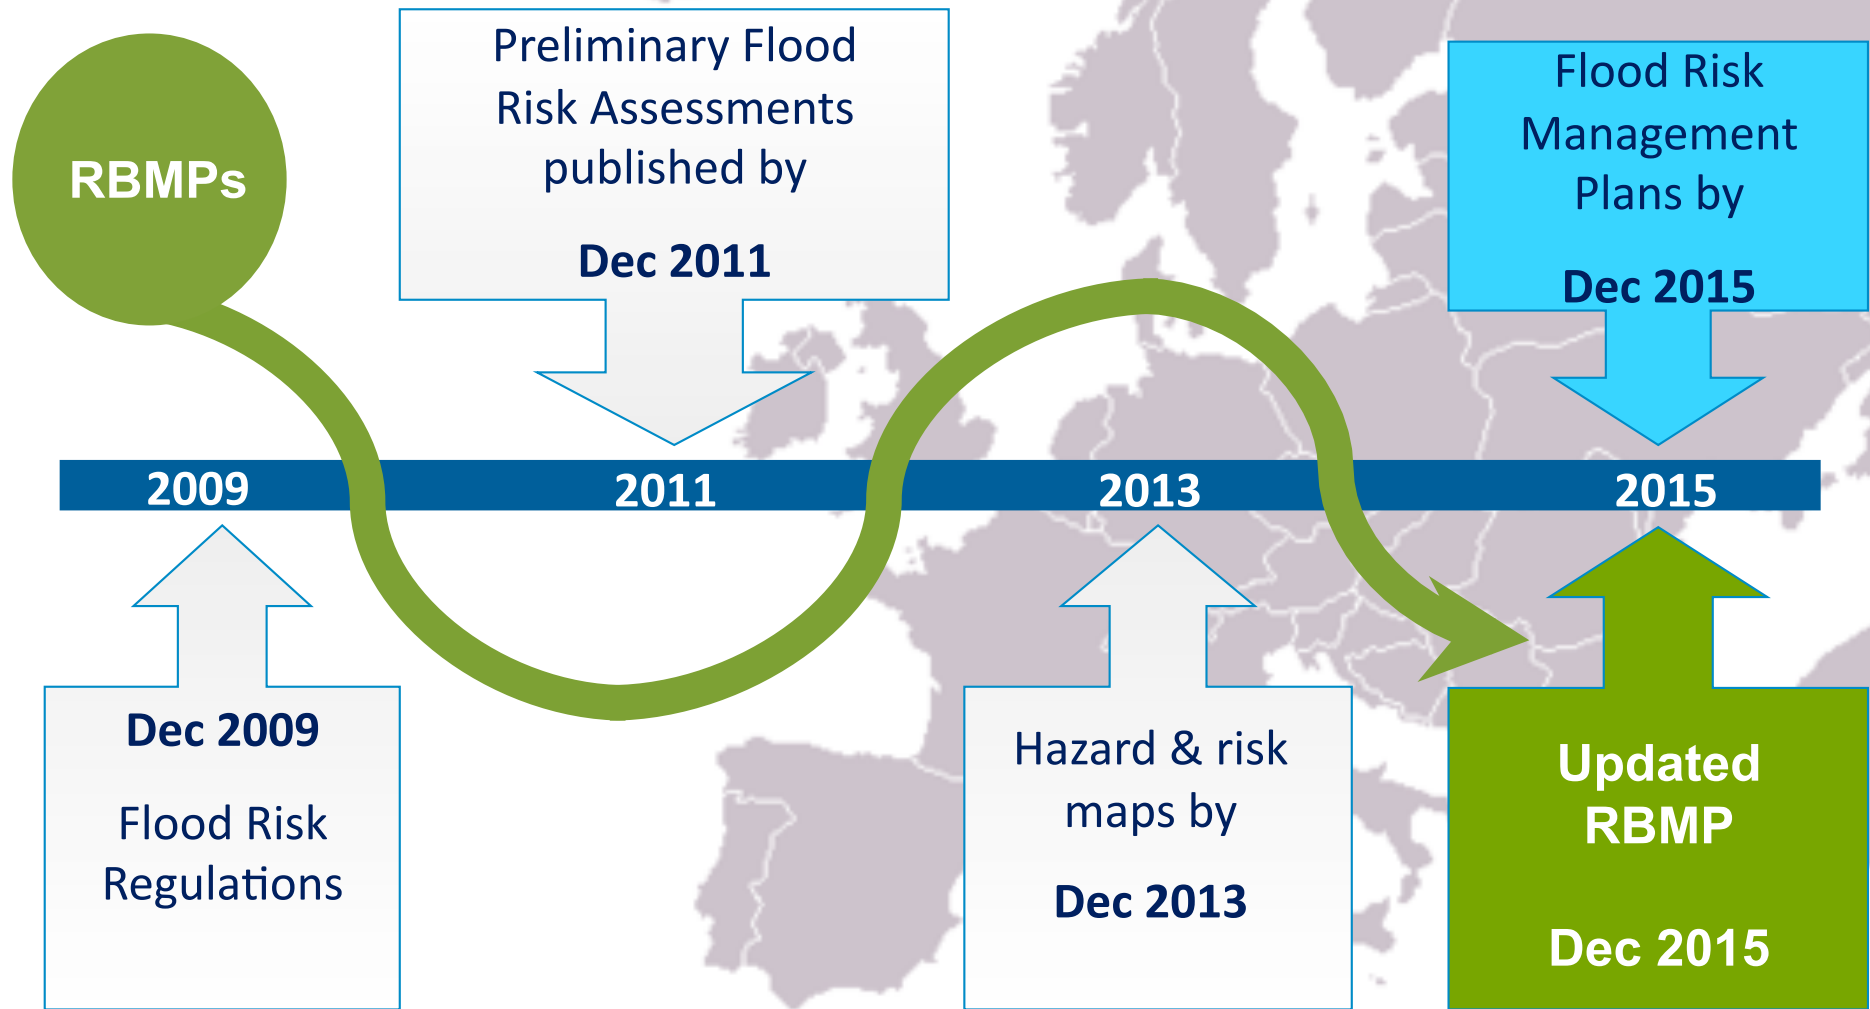 RBMPs
Preliminary Flood
Risk Assessments
published by
Dec 2011
Flood Risk
Management
Plans by
Dec 2015
2009
2011
2013
2015
Dec 2009
Flood Risk
Regulations
Hazard & risk
maps by
Dec 2013
Updated
RBMP
Dec 2015